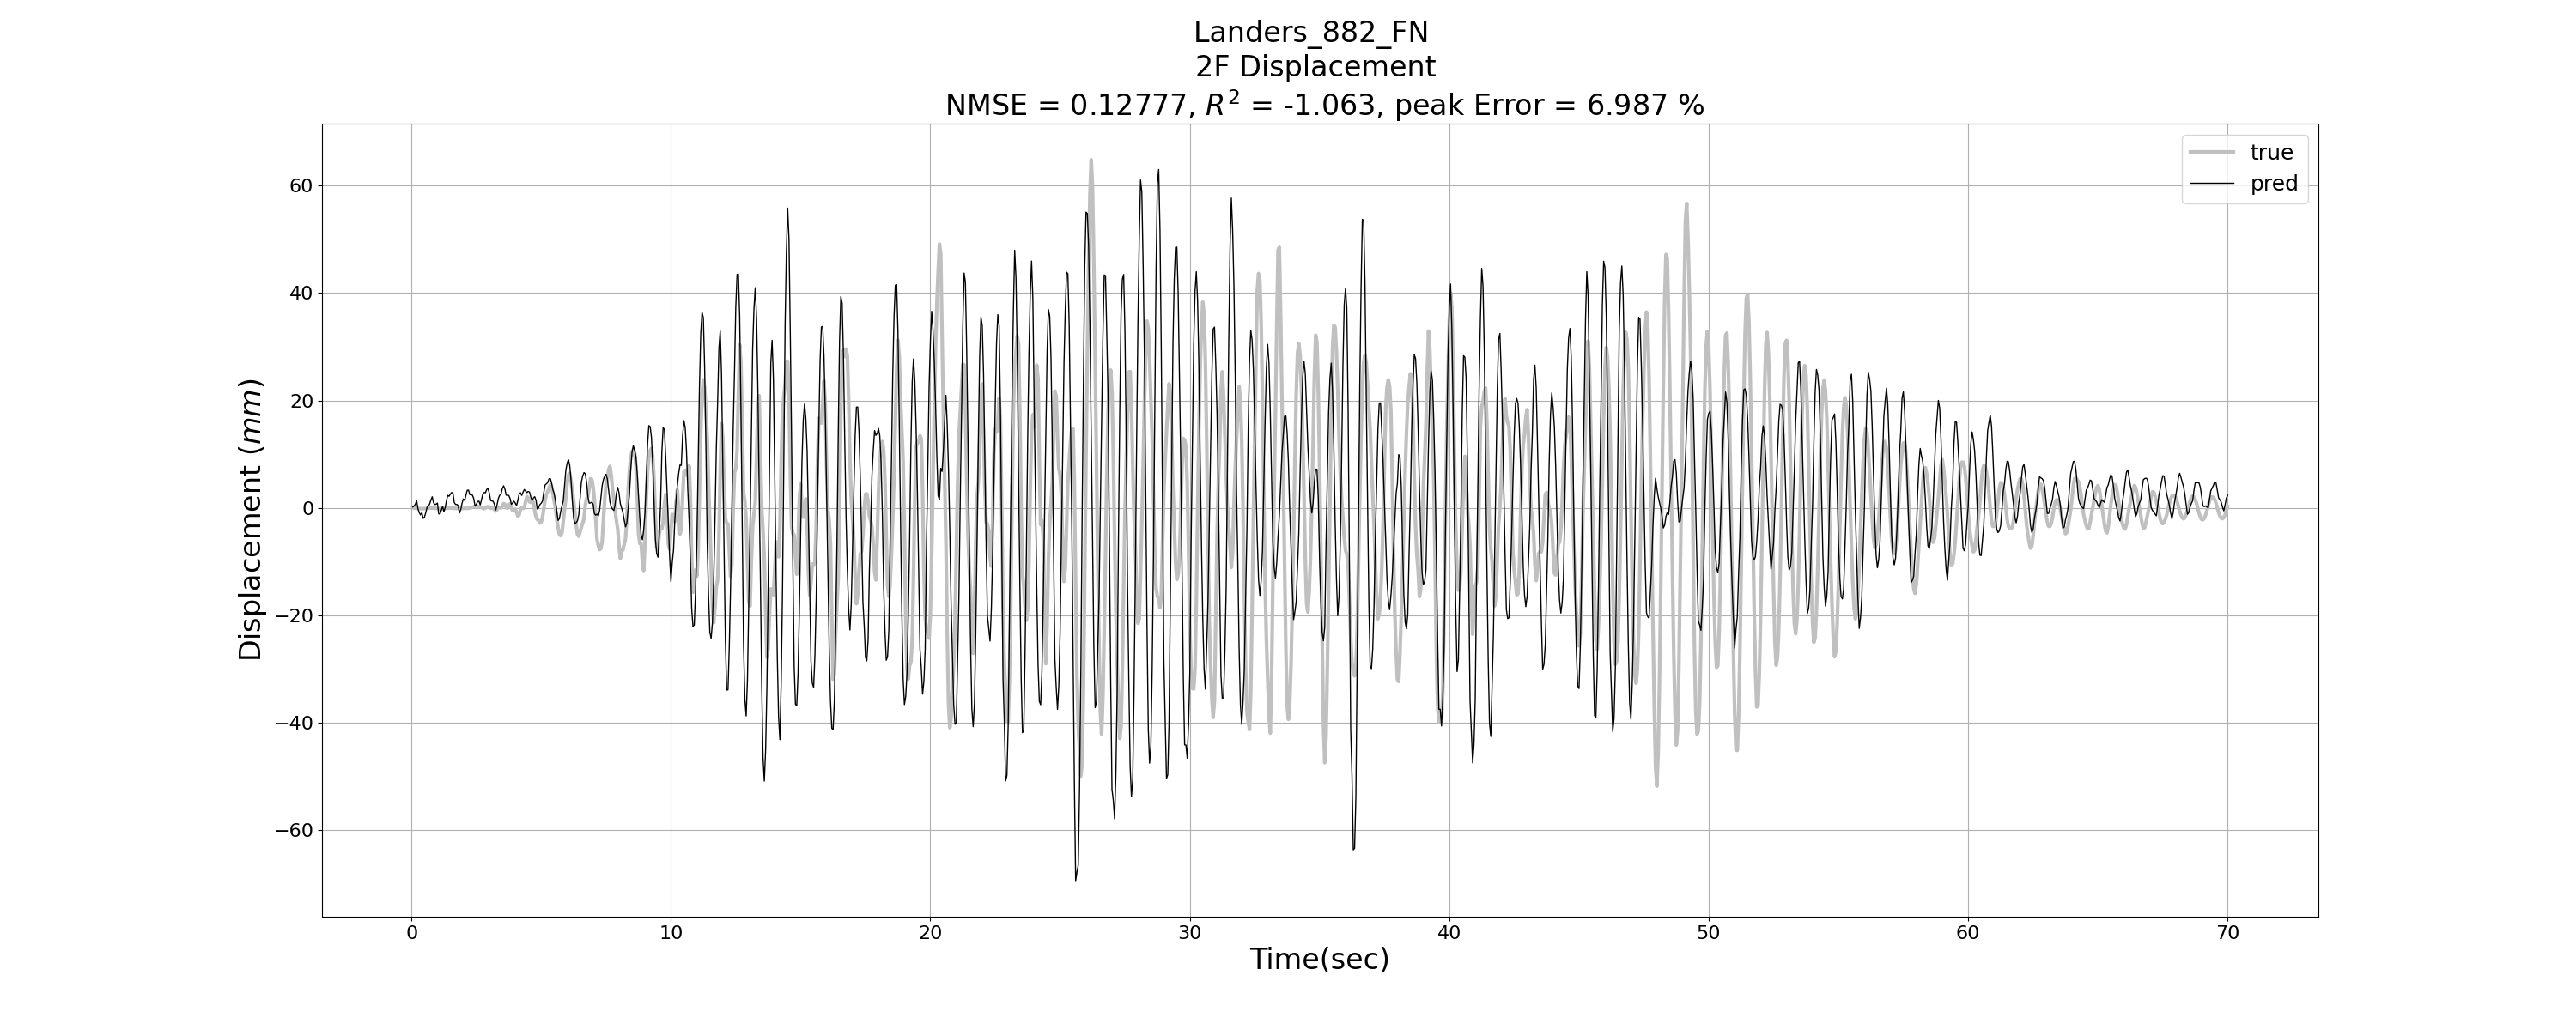 Landers_882_FN
2F Displacement
NMSE = 0.12777, R² = -1.063, peak Error = 6.987 %
true
pred
60
40
20
0
−20
−40
−60
Displacement (mm)
0 10 20 30 40 50 60 70
Time(sec)